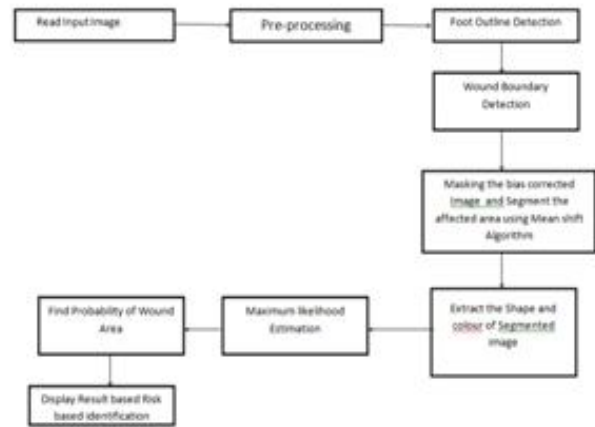 Read Input Image
Pre-processing
Foot Outline Detection
Wound Boundary
Detection
Masking the bias corrected
Image and Segment the
affected area using Mean shift
Algorithm
Extract the Shape and
colour of Segmented
image
Maximum likelihood
Estimation
Find Probability of Wound
Area
Display Result based Risk
based identification